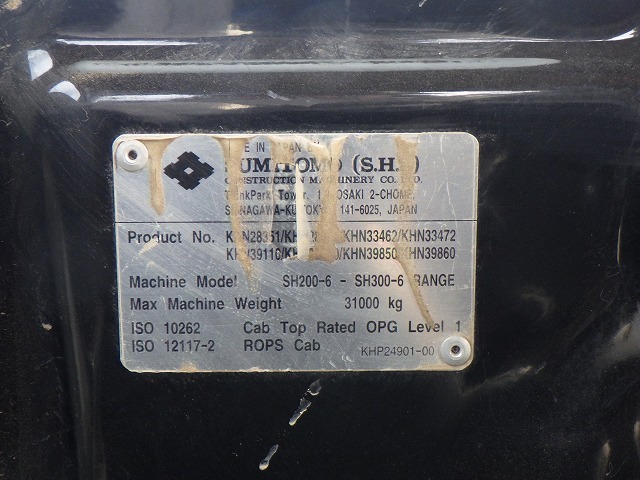 IN JAPAN
SUMITOMO (S.H.I.)
CONSTRUCTION MACHINERY CO. LTD.
ThinkPark Tower, OSAKI 2-CHOME,
SHINAGAWA-KU TOKYO 141-6025, JAPAN
Product No. KHN28351/ /KHN33462/KHN33472
/KHN39850/KHN39860
Machine Model SH200-6 - SH300-6 RANGE
Max Machine Weight 31000 kg
ISO 10262 Cab Top Rated OPG Level 1
ISO 12117-2 ROPS Cab
KHP24901-00